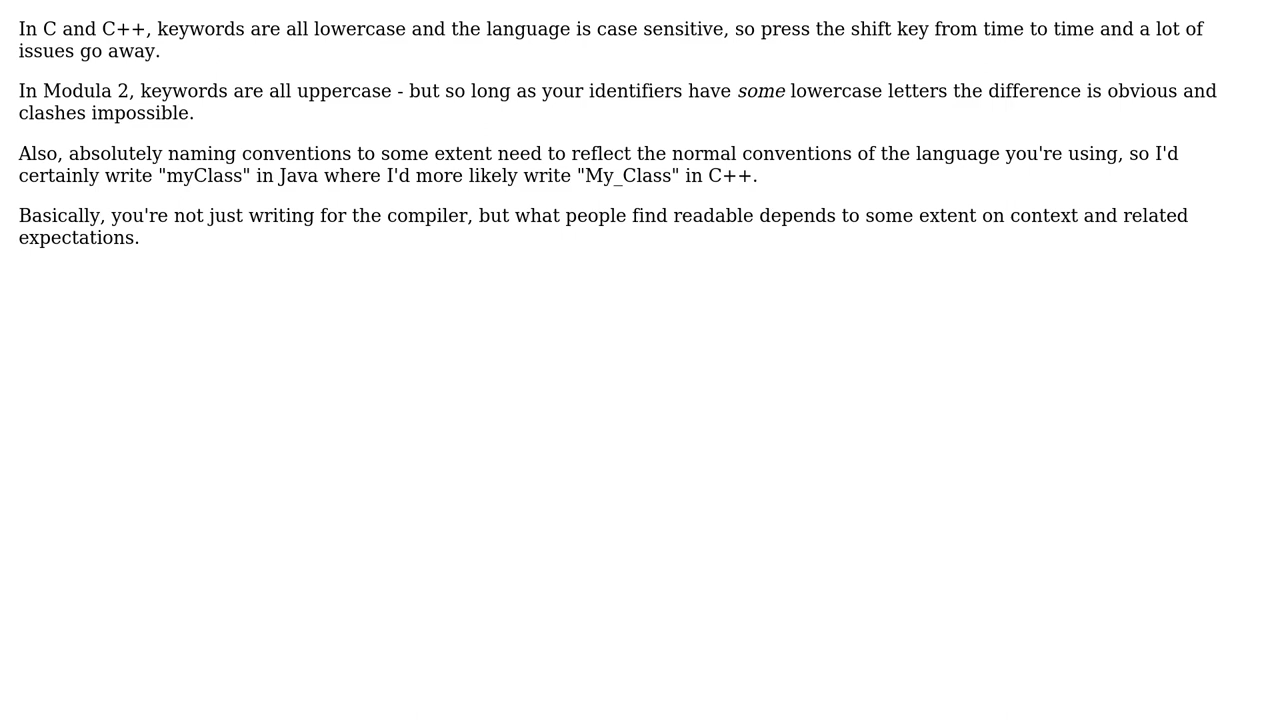 In C and C++, keywords are all lowercase and the language is case sensitive, so press the shift key from time to time and a lot of
issues go away.
In Modula 2, keywords are all uppercase - but so long as your identifiers have some lowercase letters the difference is obvious and
clashes impossible.
Also, absolutely naming conventions to some extent need to reflect the normal conventions of the language you're using, so I'd
certainly write "myClass" in Java where I'd more likely write "My_Class" in C++.
Basically, you're not just writing for the compiler, but what people find readable depends to some extent on context and related
expectations.